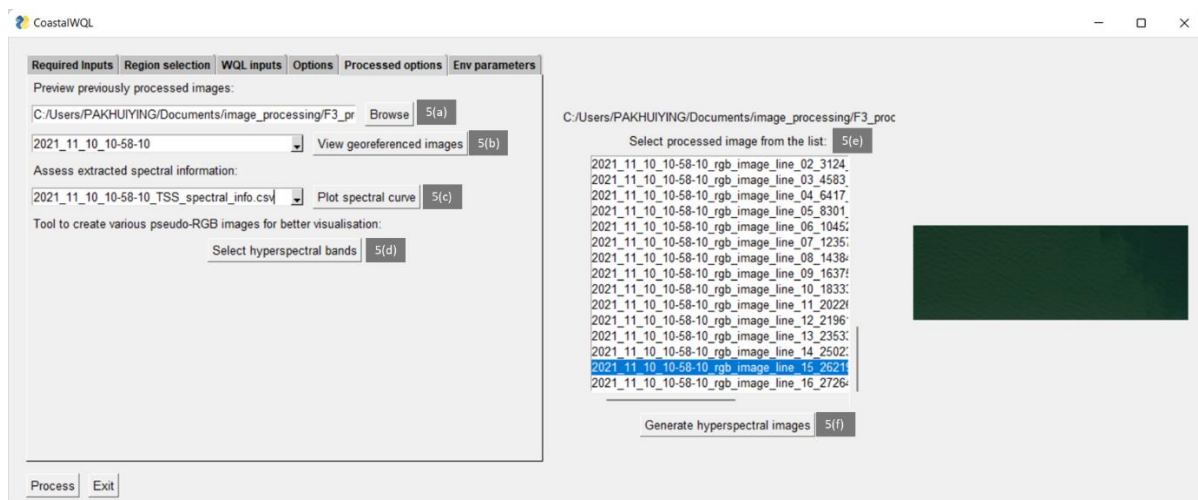 CoastalWQL
Required Inputs Region selection WQL inputs Options Processed options Env parameters
Preview previously processed images:
C:/Users/PAKHUIYING/Documents/image_processing/F3_pr Browse 5(a)
2021_11_10_10-58-10 View georeferenced images 5(b)
Assess extracted spectral information:
2021_11_10_10-58-10_TSS_spectral_info.csv Plot spectral curve 5(c)
Tool to create various pseudo-RGB images for better visualisation:
Select hyperspectral bands 5(d)
Process Exit
C:/Users/PAKHUIYING/Documents/image_processing/F3_proc
Select processed image from the list: 5(e)
2021_11_10_10-58-10_rgb_image_line_02_3124_
2021_11_10_10-58-10_rgb_image_line_03_4583_
2021_11_10_10-58-10_rgb_image_line_04_6417_
2021_11_10_10-58-10_rgb_image_line_05_8301_
2021_11_10_10-58-10_rgb_image_line_06_10452
2021_11_10_10-58-10_rgb_image_line_07_12357
2021_11_10_10-58-10_rgb_image_line_08_14384
2021_11_10_10-58-10_rgb_image_line_09_16375
2021_11_10_10-58-10_rgb_image_line_10_18333
2021_11_10_10-58-10_rgb_image_line_11_20226
2021_11_10_10-58-10_rgb_image_line_12_21961
2021_11_10_10-58-10_rgb_image_line_13_23533
2021_11_10_10-58-10_rgb_image_line_14_25023
2021_11_10_10-58-10_rgb_image_line_15_26219
2021_11_10_10-58-10_rgb_image_line_16_27264
Generate hyperspectral images 5(f)